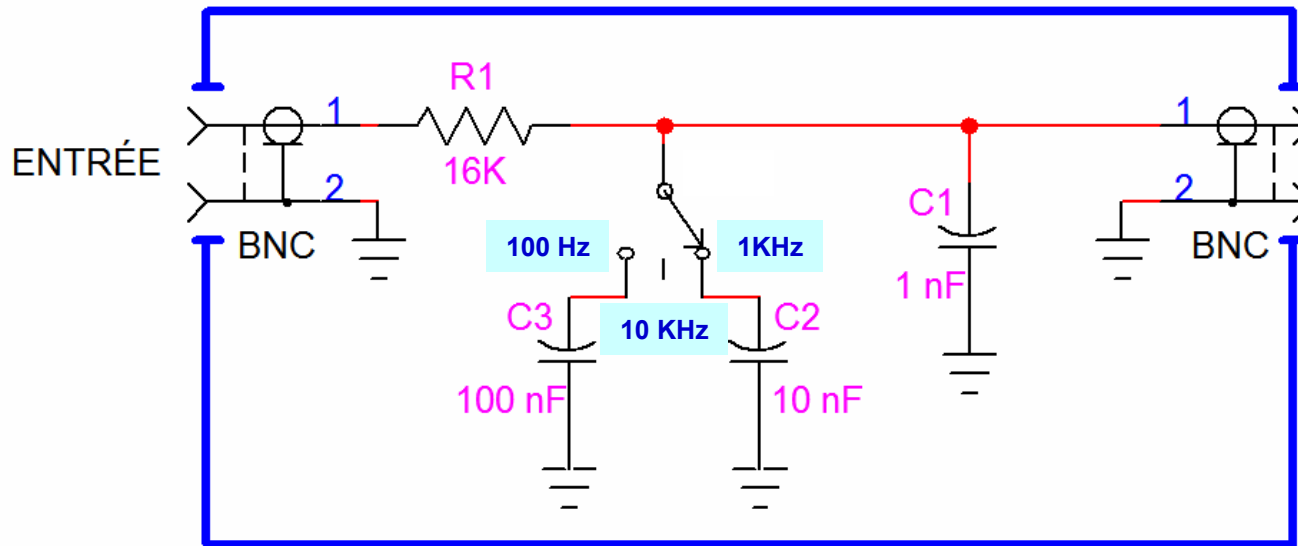 R1
1
1
ENTRÉE
16K
2
2
C1
BNC
100 Hz
1KHz
BNC
1 nF
C3
10 KHz
C2
100 nF
10 nF